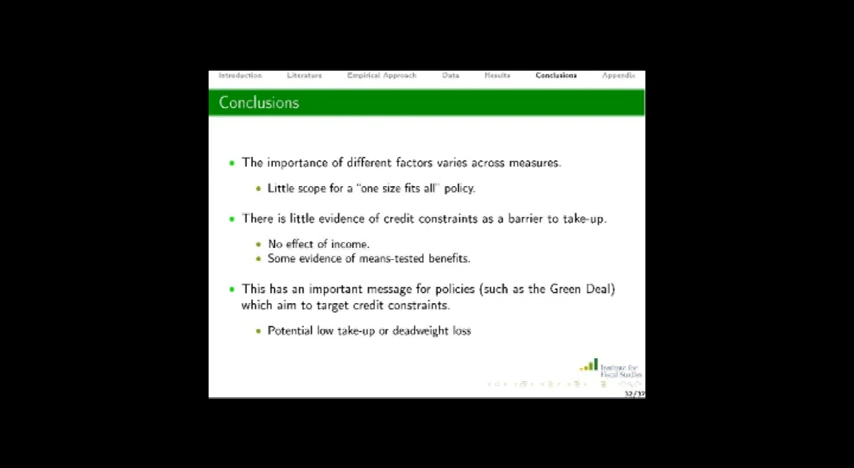 Introduction Literature Empirical Approach Data Results Conclusions Appendix
Conclusions
The importance of different factors varies across measures.
Little scope for a "one size fits all" policy.
There is little evidence of credit constraints as a barrier to take-up.
No effect of income.
Some evidence of means-tested benefits.
This has an important message for policies (such as the Green Deal)
which aim to target credit constraints.
Potential low take-up or deadweight loss
Institute for
Fiscal Studies
32/32